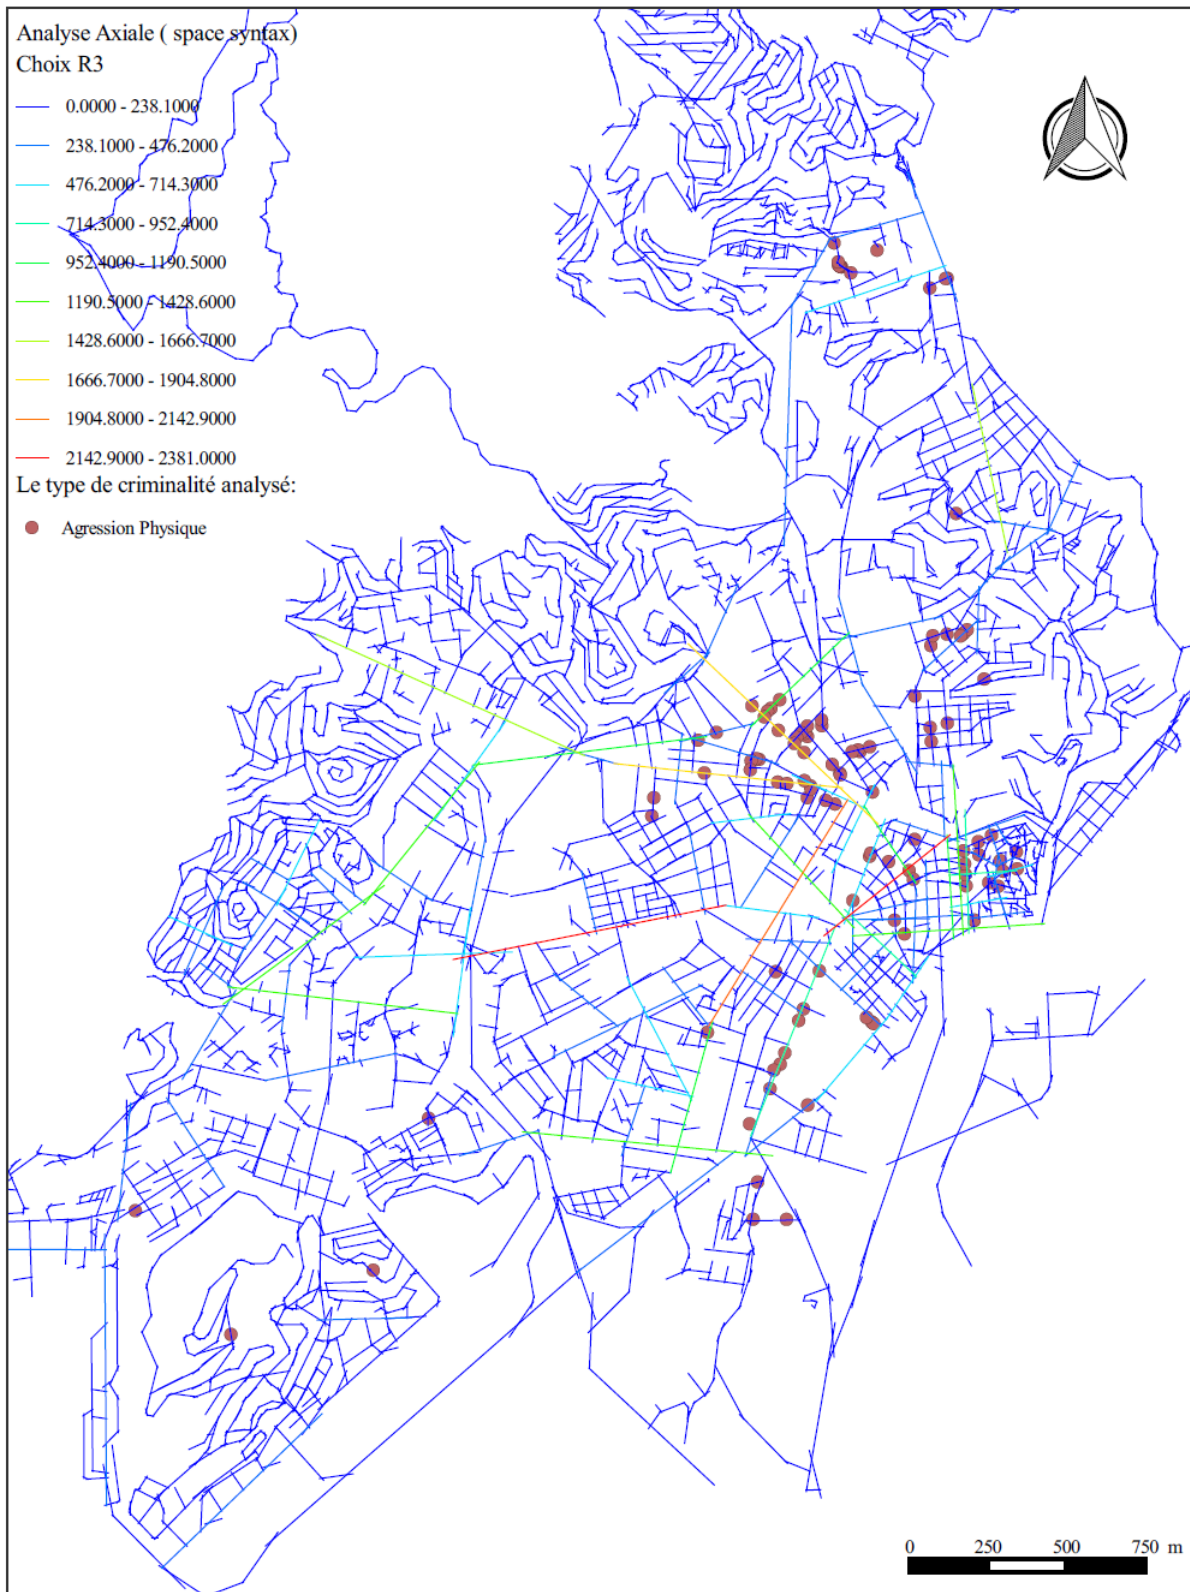 Analyse Axiale ( space syntax)
Choix R3
0.0000 - 238.1000
238.1000 - 476.2000
476.2000 - 714.3000
714.3000 - 952.4000
952.4000 - 1190.5000
1190.5000 - 1428.6000
1428.6000 - 1666.7000
1666.7000 - 1904.8000
1904.8000 - 2142.9000
2142.9000 - 2381.0000
Le type de criminalité analysé:
Agression Physique
0 250 500 750 m